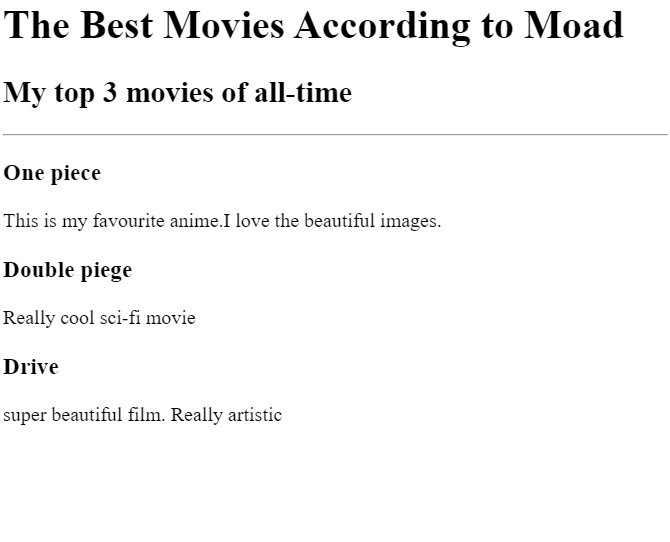 The Best Movies According to Moad
My top 3 movies of all-time
One piece
This is my favourite anime.I love the beautiful images.
Double piege
Really cool sci-fi movie
Drive
super beautiful film. Really artistic